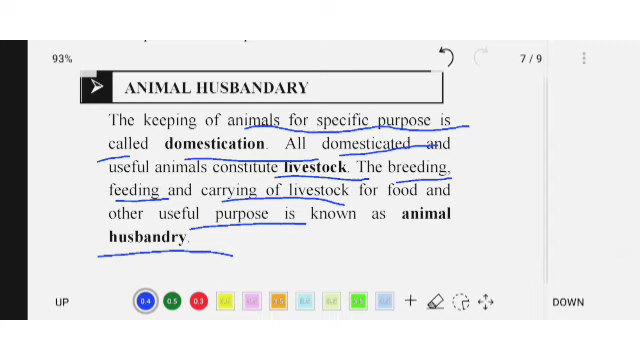 93%
7 / 9
ANIMAL HUSBANDARY
The keeping of animals for specific purpose is
called domestication. All domesticated and
useful animals constitute livestock. The breeding,
feeding and carrying of livestock for food and
other useful purpose is known as animal
husbandry.
UP
0.4
0.5
0.3
3.5
DOWN